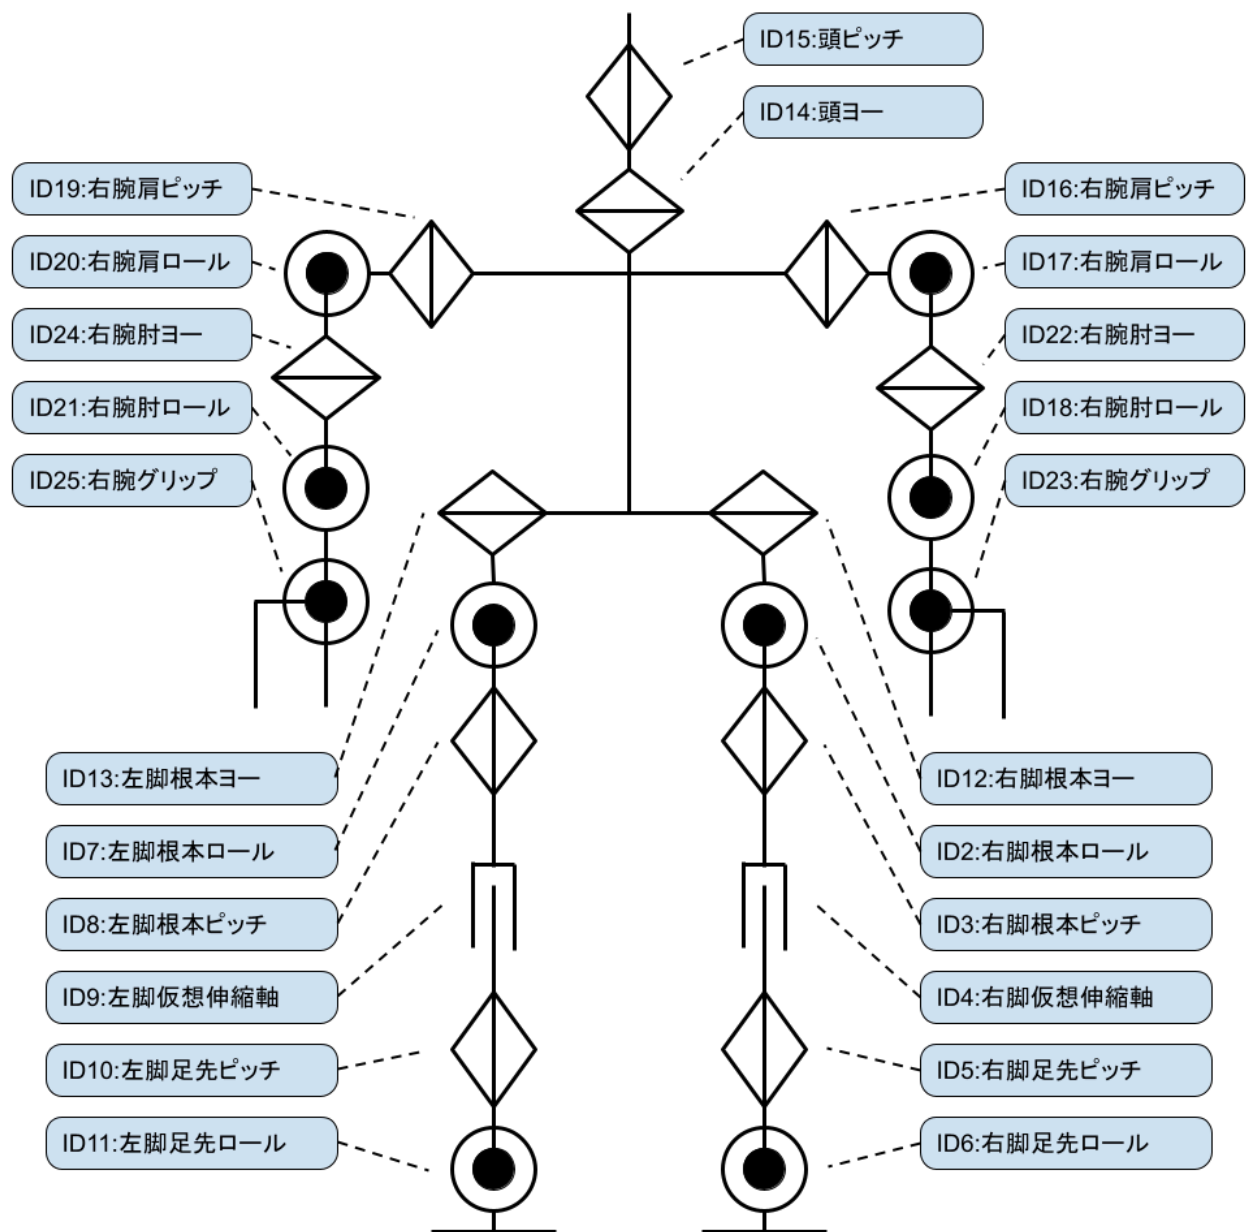 ID15:頭ピッチ
ID14:頭ヨー
ID19:右腕肩ピッチ
ID20:右腕肩ロール
ID24:右腕肘ヨー
ID21:右腕肘ロール
ID25:右腕グリップ
ID16:右腕肩ピッチ
ID17:右腕肩ロール
ID22:右腕肘ヨー
ID18:右腕肘ロール
ID23:右腕グリップ
ID13:左脚根本ヨー
ID7:左脚根本ロール
ID8:左脚根本ピッチ
ID9:左脚仮想伸縮軸
ID10:左脚足先ピッチ
ID11:左脚足先ロール
ID12:右脚根本ヨー
ID2:右脚根本ロール
ID3:右脚根本ピッチ
ID4:右脚仮想伸縮軸
ID5:右脚足先ピッチ
ID6:右脚足先ロール